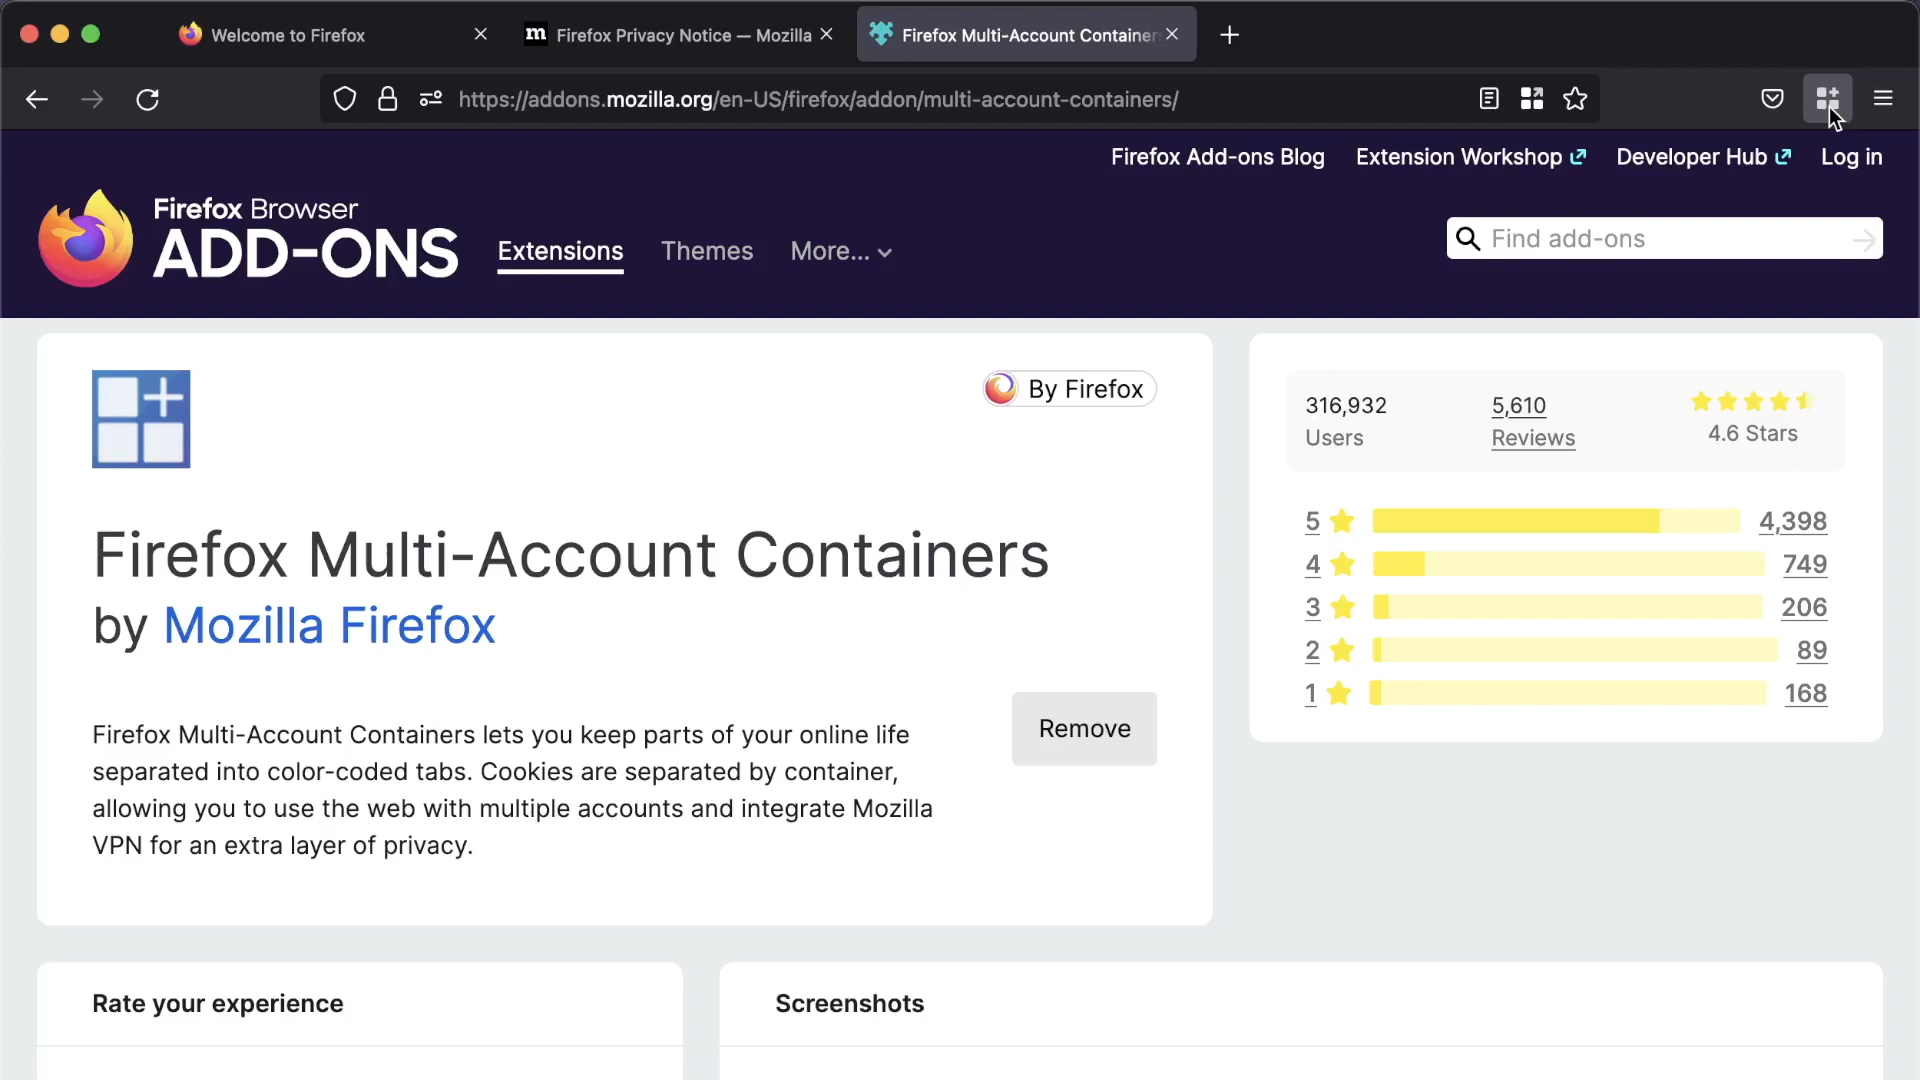 Welcome to Firefox
m Firefox Privacy Notice — Mozilla
Firefox Multi-Account Container
https://addons.mozilla.org/en-US/firefox/addon/multi-account-containers/
Firefox Add-ons Blog
Extension Workshop
Developer Hub
Log in
Firefox Browser
ADD-ONS
Extensions
Themes
More...
Find add-ons
By Firefox
Firefox Multi-Account Containers
by Mozilla Firefox
Firefox Multi-Account Containers lets you keep parts of your online life
separated into color-coded tabs. Cookies are separated by container,
allowing you to use the web with multiple accounts and integrate Mozilla
VPN for an extra layer of privacy.
Remove
316,932
Users
5,610
Reviews
4.6 Stars
5 4,398
4 749
3 206
2 89
1 168
Rate your experience
Screenshots